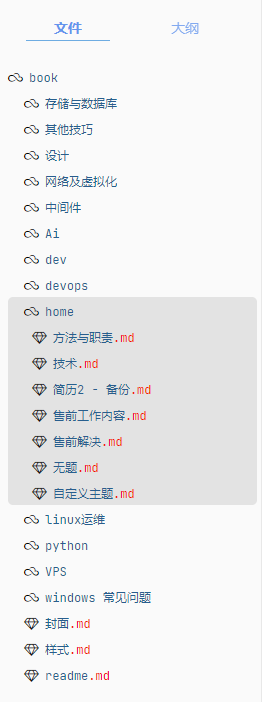 文件 大纲
book
存储与数据库
其他技巧
设计
网络及虚拟化
中间件
Ai
dev
devops
home
方法与职责.md
技术.md
简历2 - 备份.md
售前工作内容.md
售前解决.md
无题.md
自定义主题.md
linux运维
python
VPS
windows 常见问题
封面.md
样式.md
readme.md